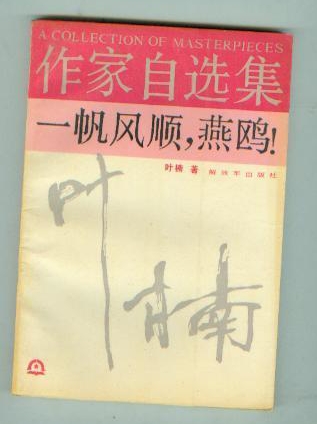 A COLLECTION OF MASTERPIECES
作家自选集
一帆风顺，燕鸥！
叶楠 著 解放军出版社
叶楠